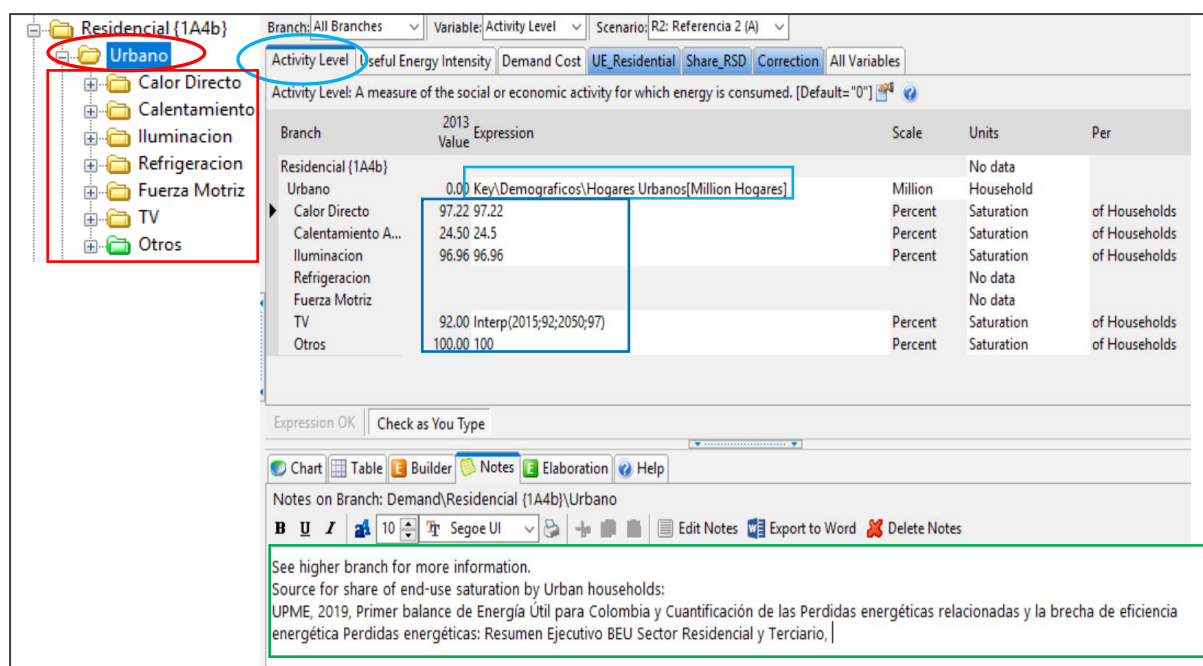 Residencial {1A4b}
Urbano
Calor Directo
Calentamiento
Iluminacion
Refrigeracion
Fuerza Motriz
TV
Otros
Branch: All Branches Variable: Activity Level Scenario: R2: Referencia 2 (A)
Activity Level Useful Energy Intensity Demand Cost UE_Residential Share_RSD Correction All Variables
Activity Level: A measure of the social or economic activity for which energy is consumed. [Default="0"]
Branch 2013 Value Expression Scale Units Per
Residencial {1A4b} No data
Urbano 0.00 Key\Demograficos\Hogares Urbanos[Million Hogares] Million Household
Calor Directo 97.22 97.22 Percent Saturation of Households
Calentamiento A... 24.50 24.5 Percent Saturation of Households
Iluminacion 96.96 96.96 Percent Saturation of Households
Refrigeracion No data
Fuerza Motriz No data
TV 92.00 Interp(2015;92;2050;97) Percent Saturation of Households
Otros 100.00 100 Percent Saturation of Households
Expression OK Check as You Type
Chart Table Builder Notes Elaboration Help
Notes on Branch: Demand\Residencial {1A4b}\Urbano
B U I 10 Segoe UI Edit Notes Export to Word Delete Notes
See higher branch for more information.
Source for share of end-use saturation by Urban households:
UPME, 2019, Primer balance de Energía Útil para Colombia y Cuantificación de las Perdidas energéticas relacionadas y la brecha de eficiencia
energética Perdidas energéticas: Resumen Ejecutivo BEU Sector Residencial y Terciario,